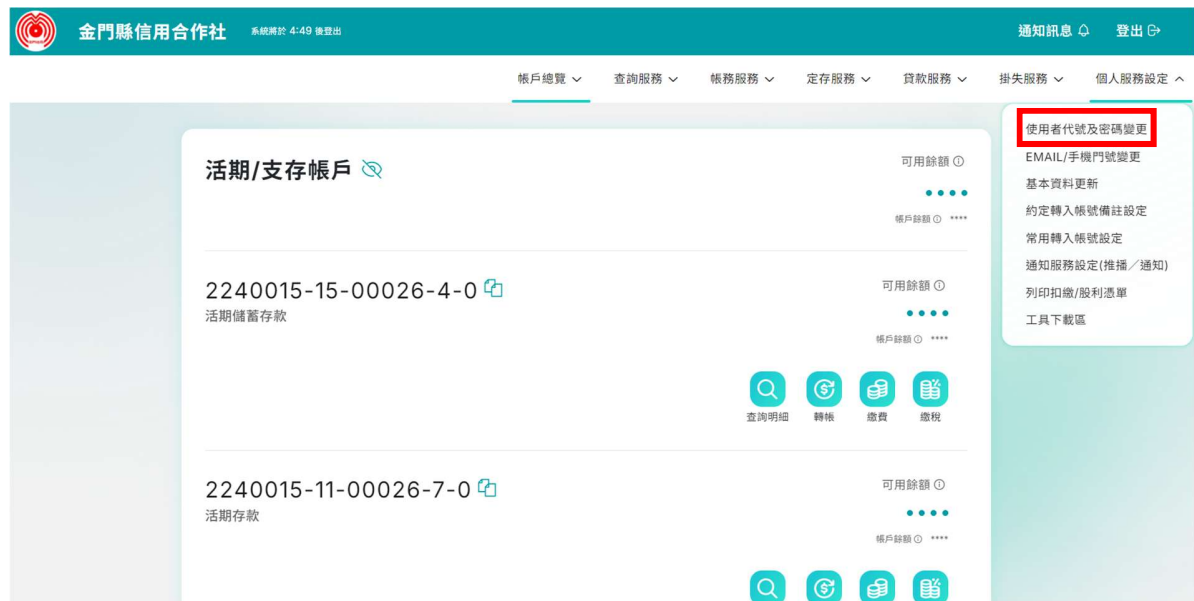 金門縣信用合作社 系統將於 4:49 後登出 通知訊息 登出
帳戶總覽 查詢服務 帳務服務 定存服務 貸款服務 掛失服務 個人服務設定
使用者代號及密碼變更
EMAIL/手機門號變更
基本資料更新
約定轉入帳號備註設定
常用轉入帳號設定
通知服務設定(推播／通知)
列印扣繳/股利憑單
工具下載區
活期/支存帳戶
可用餘額
••••
帳戶餘額 ****
2240015-15-00026-4-0
活期儲蓄存款
可用餘額
••••
帳戶餘額 ****
查詢明細 轉帳 繳費 繳稅
2240015-11-00026-7-0
活期存款
可用餘額
••••
帳戶餘額 ****